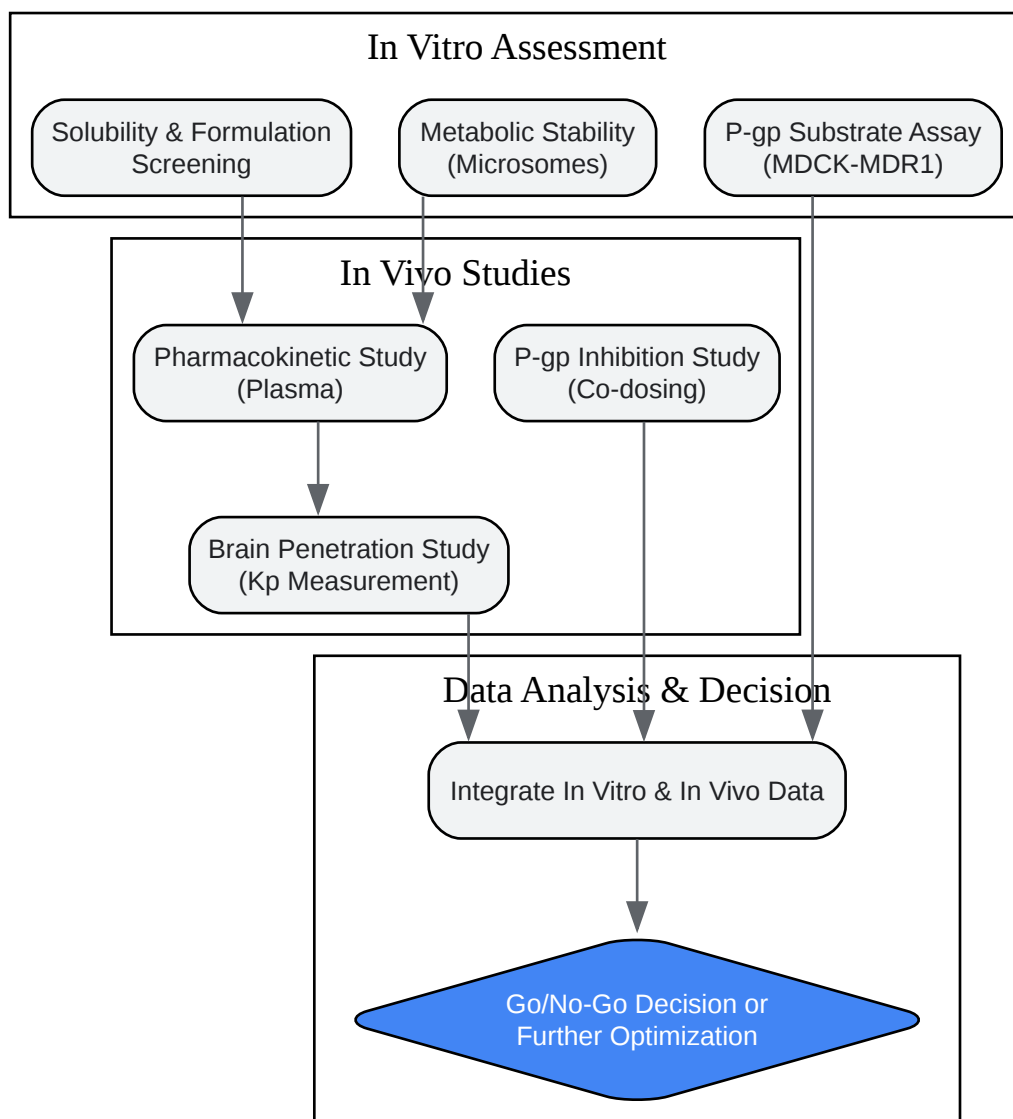 In Vitro Assessment
Solubility & Formulation
Screening
Metabolic Stability
(Microsomes)
P-gp Substrate Assay
(MDCK-MDR1)
In Vivo Studies
Pharmacokinetic Study
(Plasma)
P-gp Inhibition Study
(Co-dosing)
Brain Penetration Study
(Kp Measurement)
Data Analysis & Decision
Integrate In Vitro & In Vivo Data
Go/No-Go Decision or
Further Optimization